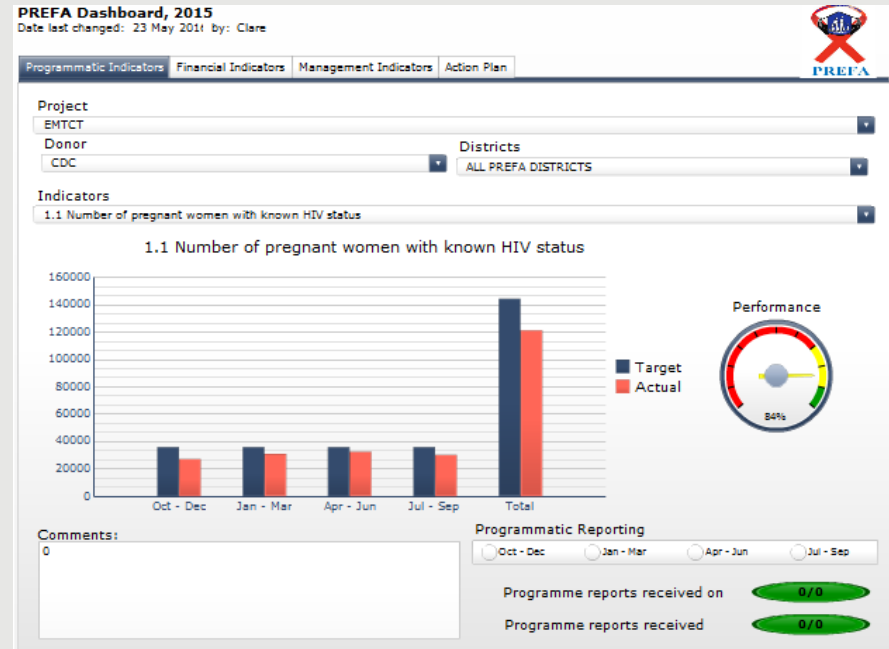 PREFA Dashboard, 2015
Date last changed: 23 May by: Clare
PREFA
Programmatic Indicators Financial Indicators Management Indicators Action Plan
Project
EMTCT
Donor Districts
CDC ALL PREFA DISTRICTS
Indicators
1.1 Number of pregnant women with known HIV status
1.1 Number of pregnant women with known HIV status
160000
140000
120000
100000
80000
60000
40000
20000
0
Oct - Dec Jan - Mar Apr - Jun Jul - Sep Total
Target
Actual
Performance
84%
Comments:
0
Programmatic Reporting
Oct - Dec Jan - Mar Apr - Jun Jul - Sep
Programme reports received on 0/0
Programme reports received 0/0